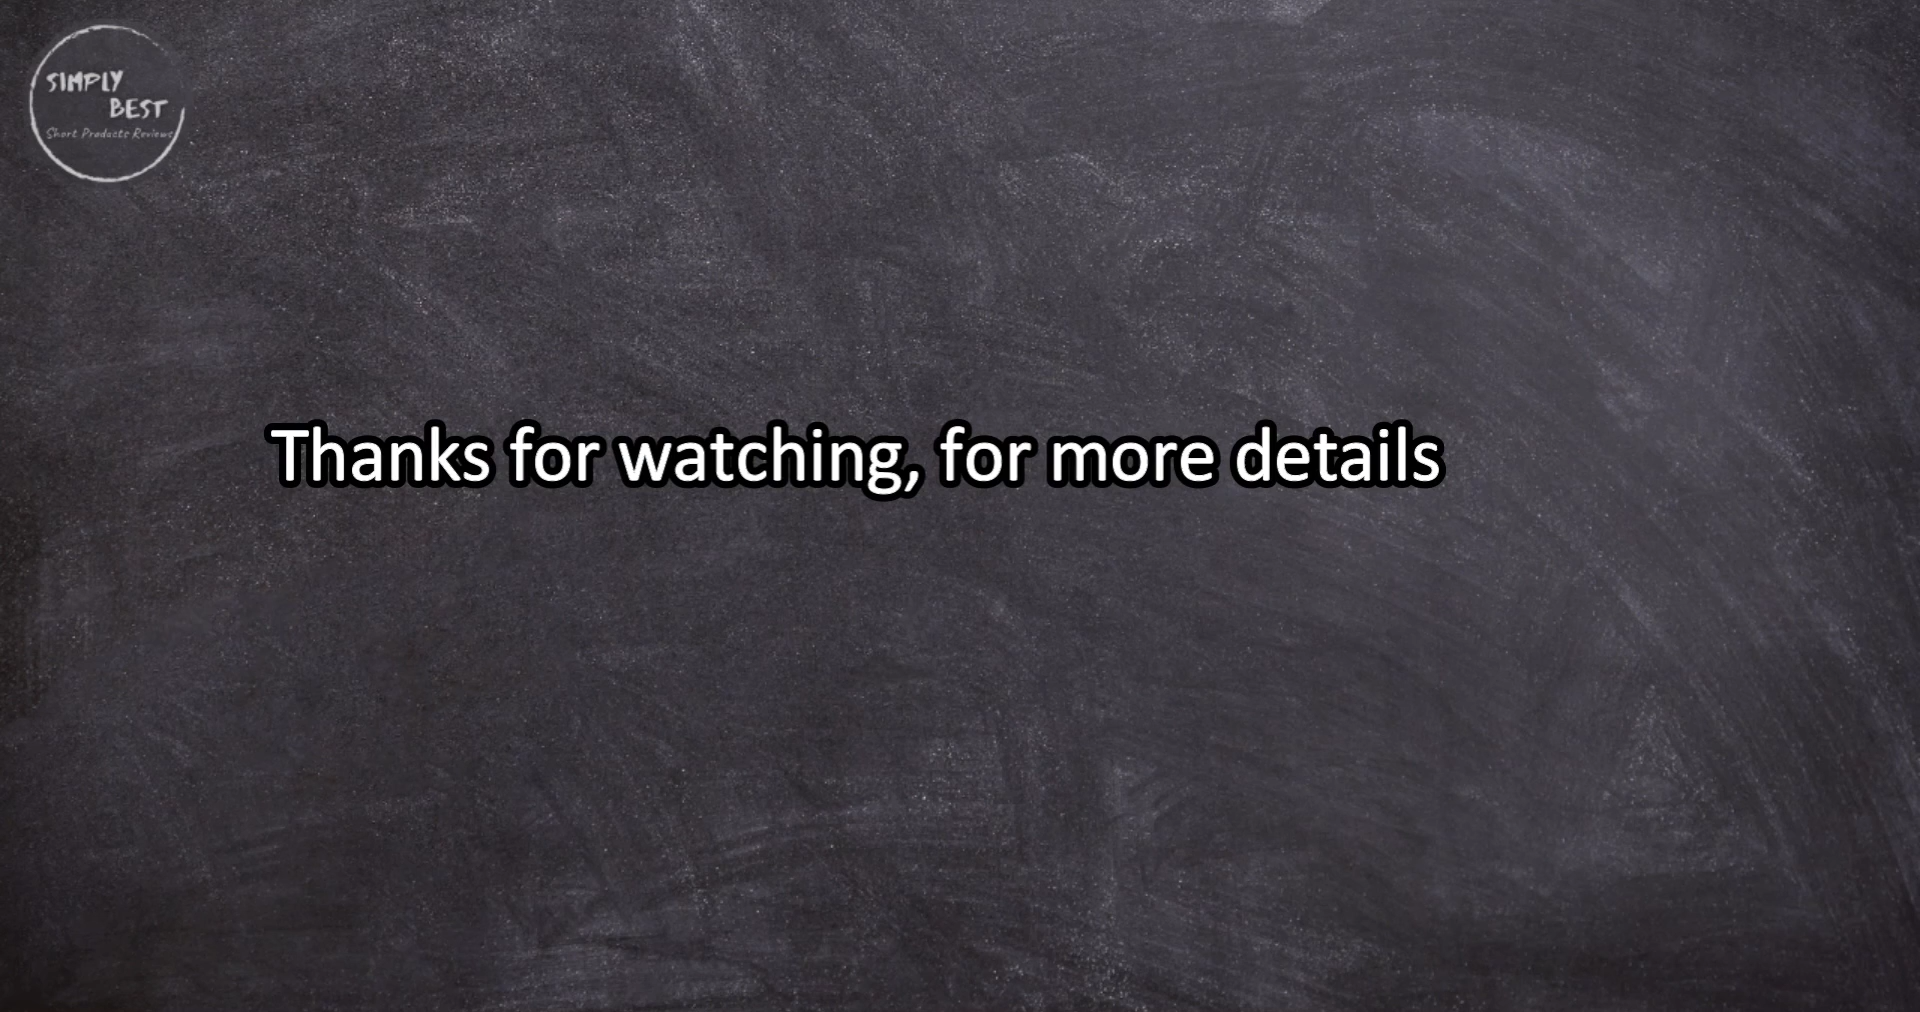 SIMPLY
BEST
Short Products Reviews
Thanks for watching, for more details